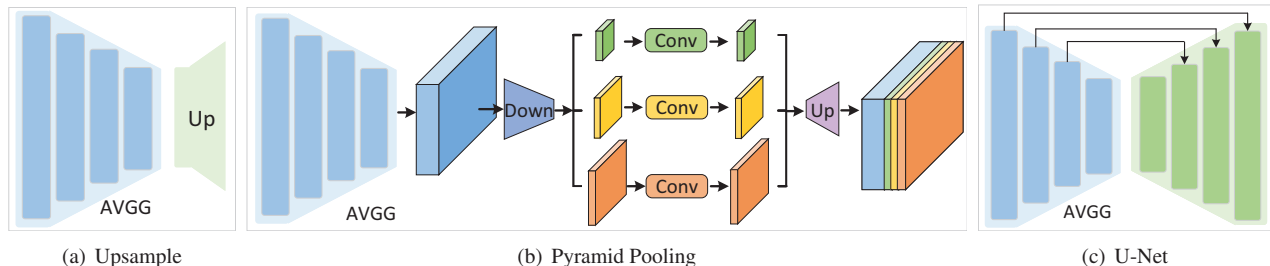 AVGG
Up
(a) Upsample
AVGG
Down
Conv
Conv
Conv
Up
(b) Pyramid Pooling
AVGG
(c) U-Net